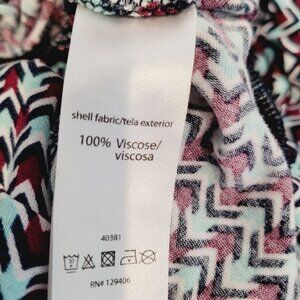 shell fabric/tela exterior
100% Viscose/
viscosa
40381
RN# 129406